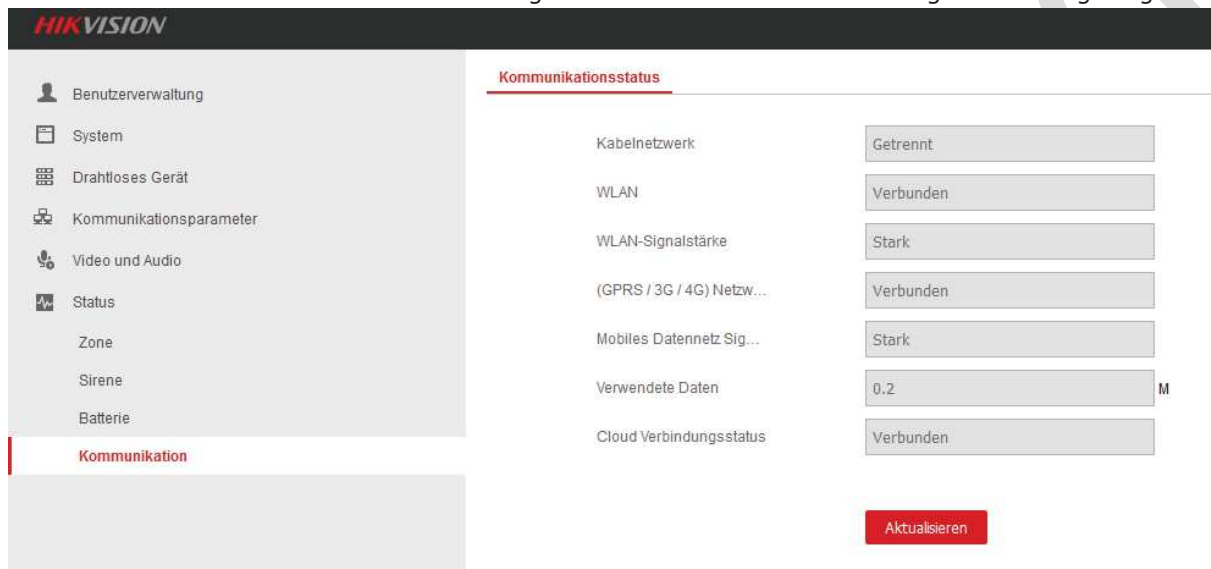 HIKVISION
Benutzerverwaltung
System
Drahtloses Gerät
Kommunikationsparameter
Video und Audio
Status
Zone
Sirene
Batterie
Kommunikation
Kommunikationsstatus
Kabelnetzwerk Getrennt
WLAN Verbunden
WLAN-Signalstärke Stark
(GPRS / 3G / 4G) Netzw... Verbunden
Mobiles Datennetz Sig... Stark
Verwendete Daten 0.2 M
Cloud Verbindungsstatus Verbunden
Aktualisieren